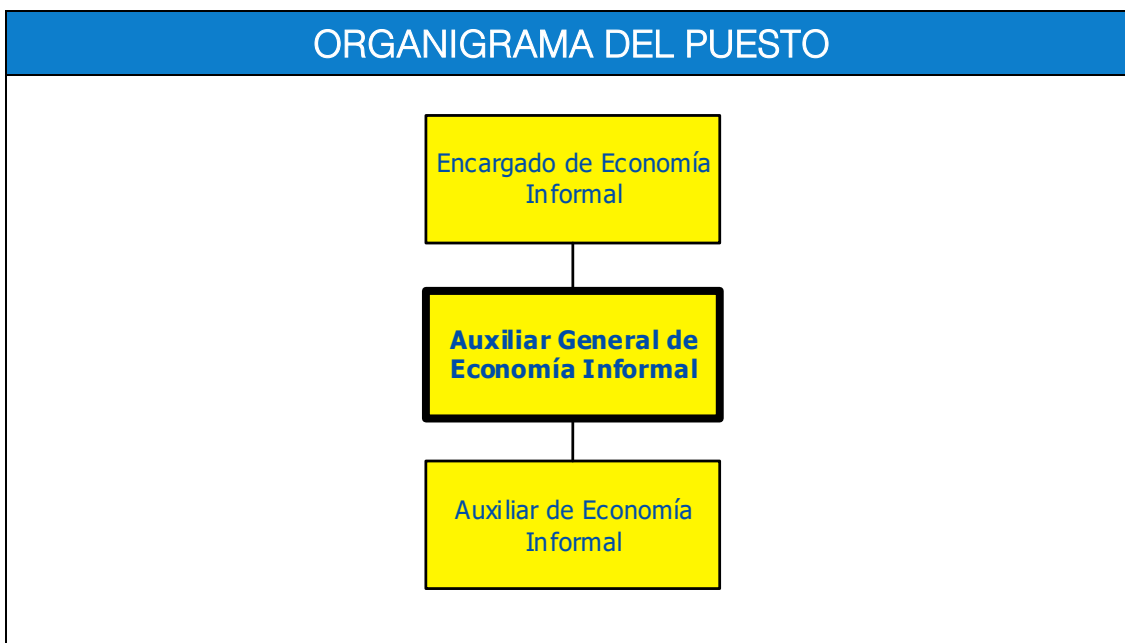 ORGANIGRAMA DEL PUESTO
Encargado de Economía
Informal
Auxiliar General de
Economía Informal
Auxiliar de Economía
Informal